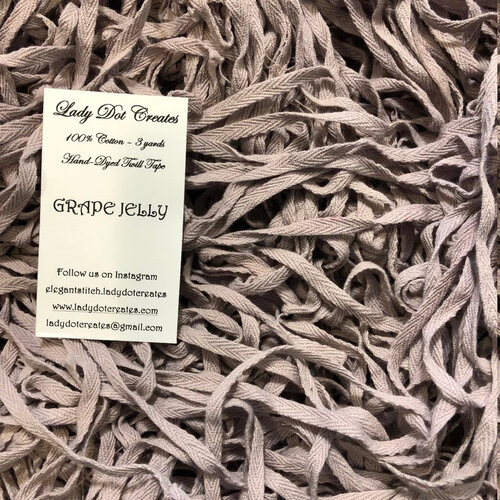 Lady Dot Creates
100% Cotton - 3 yards
Hand-Dyed Twill Tape
GRAPE JELLY
Follow us on Instagram
elegantstitch.ladydotcreates
www.ladydotcreates.com
ladydotcreates@gmail.com